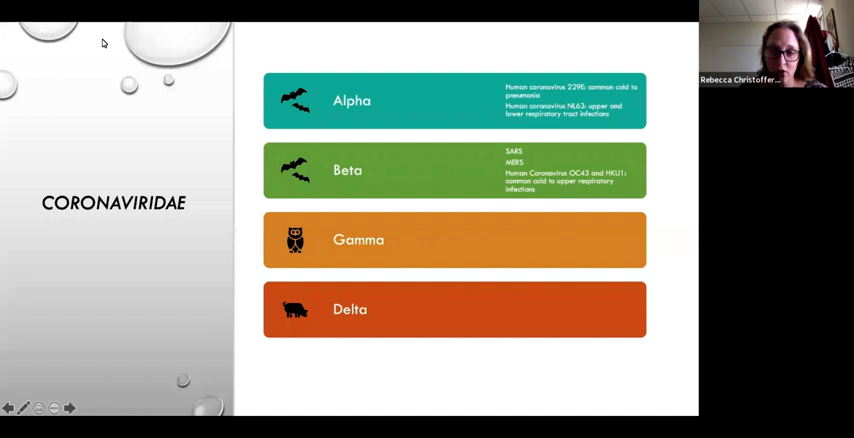 CORONAVIRIDAE
Alpha
Human coronavirus 229E: common cold to
pneumonia
Human coronavirus NL63: upper and
lower respiratory tract infections
Beta
SARS
MERS
Human Coronavirus OC43 and HKU1:
common cold to upper respiratory
infections
Gamma
Delta
Rebecca Christoffer...